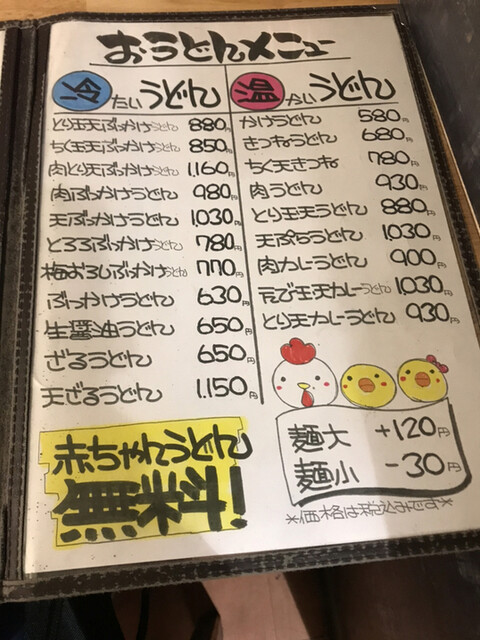 おうどんメニュー
冷たいうどん
とり玉天ぶっかけうどん 880円
ちく玉天ぶっかけうどん 850円
肉とり天ぶっかけうどん 1,160円
肉ぶっかけうどん 980円
天ぶっかけうどん 1,030円
とろろぶっかけうどん 780円
梅おろしぶっかけうどん 770円
ぶっかけうどん 630円
生醤油うどん 650円
ざるうどん 650円
天ざるうどん 1,150円
赤ちゃんうどん
無料
温かいうどん
かけうどん 580円
きつねうどん 680円
ちく天きつね 780円
肉うどん 930円
とり玉天うどん 880円
天ぷらうどん 1,030円
肉カレーうどん 900円
えび玉天カレーうどん 1,030円
とり天カレーうどん 930円
麺大 +120円
麺小 -30円
*価格は税込みです*